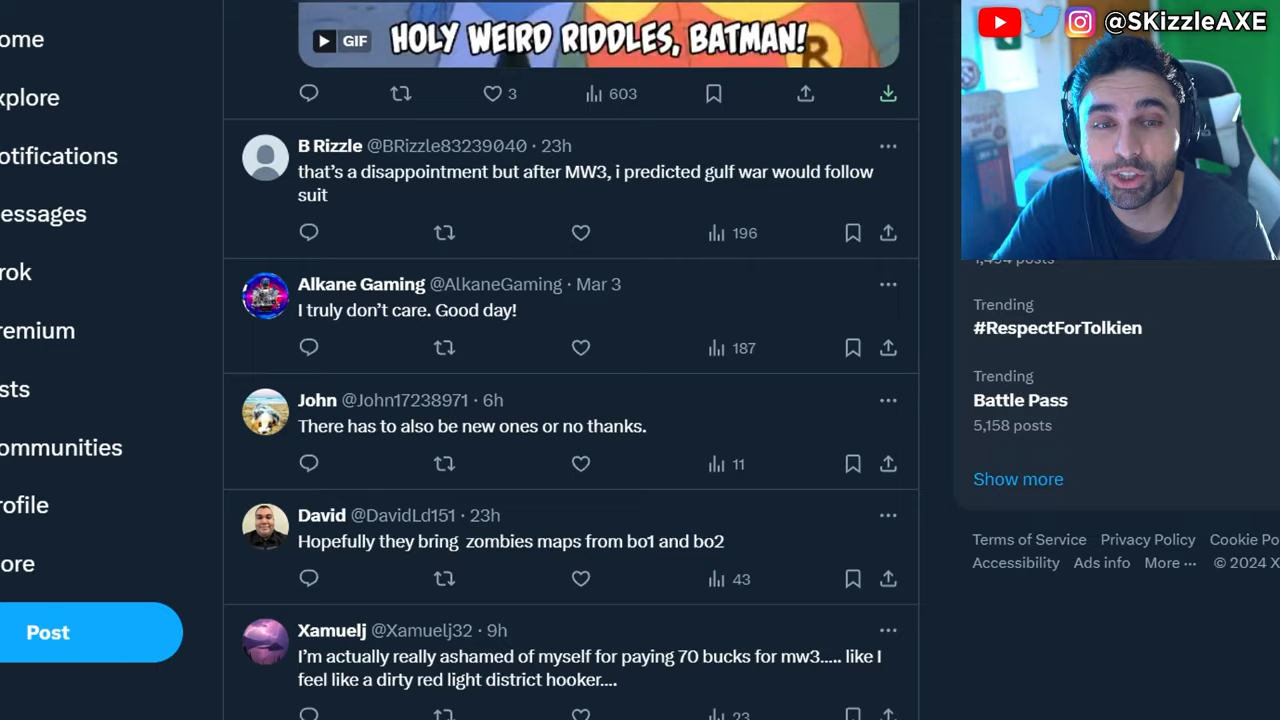 @SKizzleAXE
ome
xplore
otifications
essages
rok
remium
sts
ommunities
rofile
ore
Post
GIF
HOLY WEIRD RIDDLES, BATMAN!
R
3
603
B Rizzle @BRizzle83239040 · 23h
that's a disappointment but after MW3, i predicted gulf war would follow
suit
196
Alkane Gaming @AlkaneGaming · Mar 3
I truly don't care. Good day!
187
John @John17238971 · 6h
There has to also be new ones or no thanks.
11
David @DavidLd151 · 23h
Hopefully they bring zombies maps from bo1 and bo2
43
Xamuelj @Xamuelj32 · 9h
I'm actually really ashamed of myself for paying 70 bucks for mw3..... like I
feel like a dirty red light district hooker....
23
1,494 posts
Trending
#RespectForTolkien
Trending
Battle Pass
5,158 posts
Show more
Terms of Service Privacy Policy Cookie Po
Accessibility Ads info More ··· © 2024 X